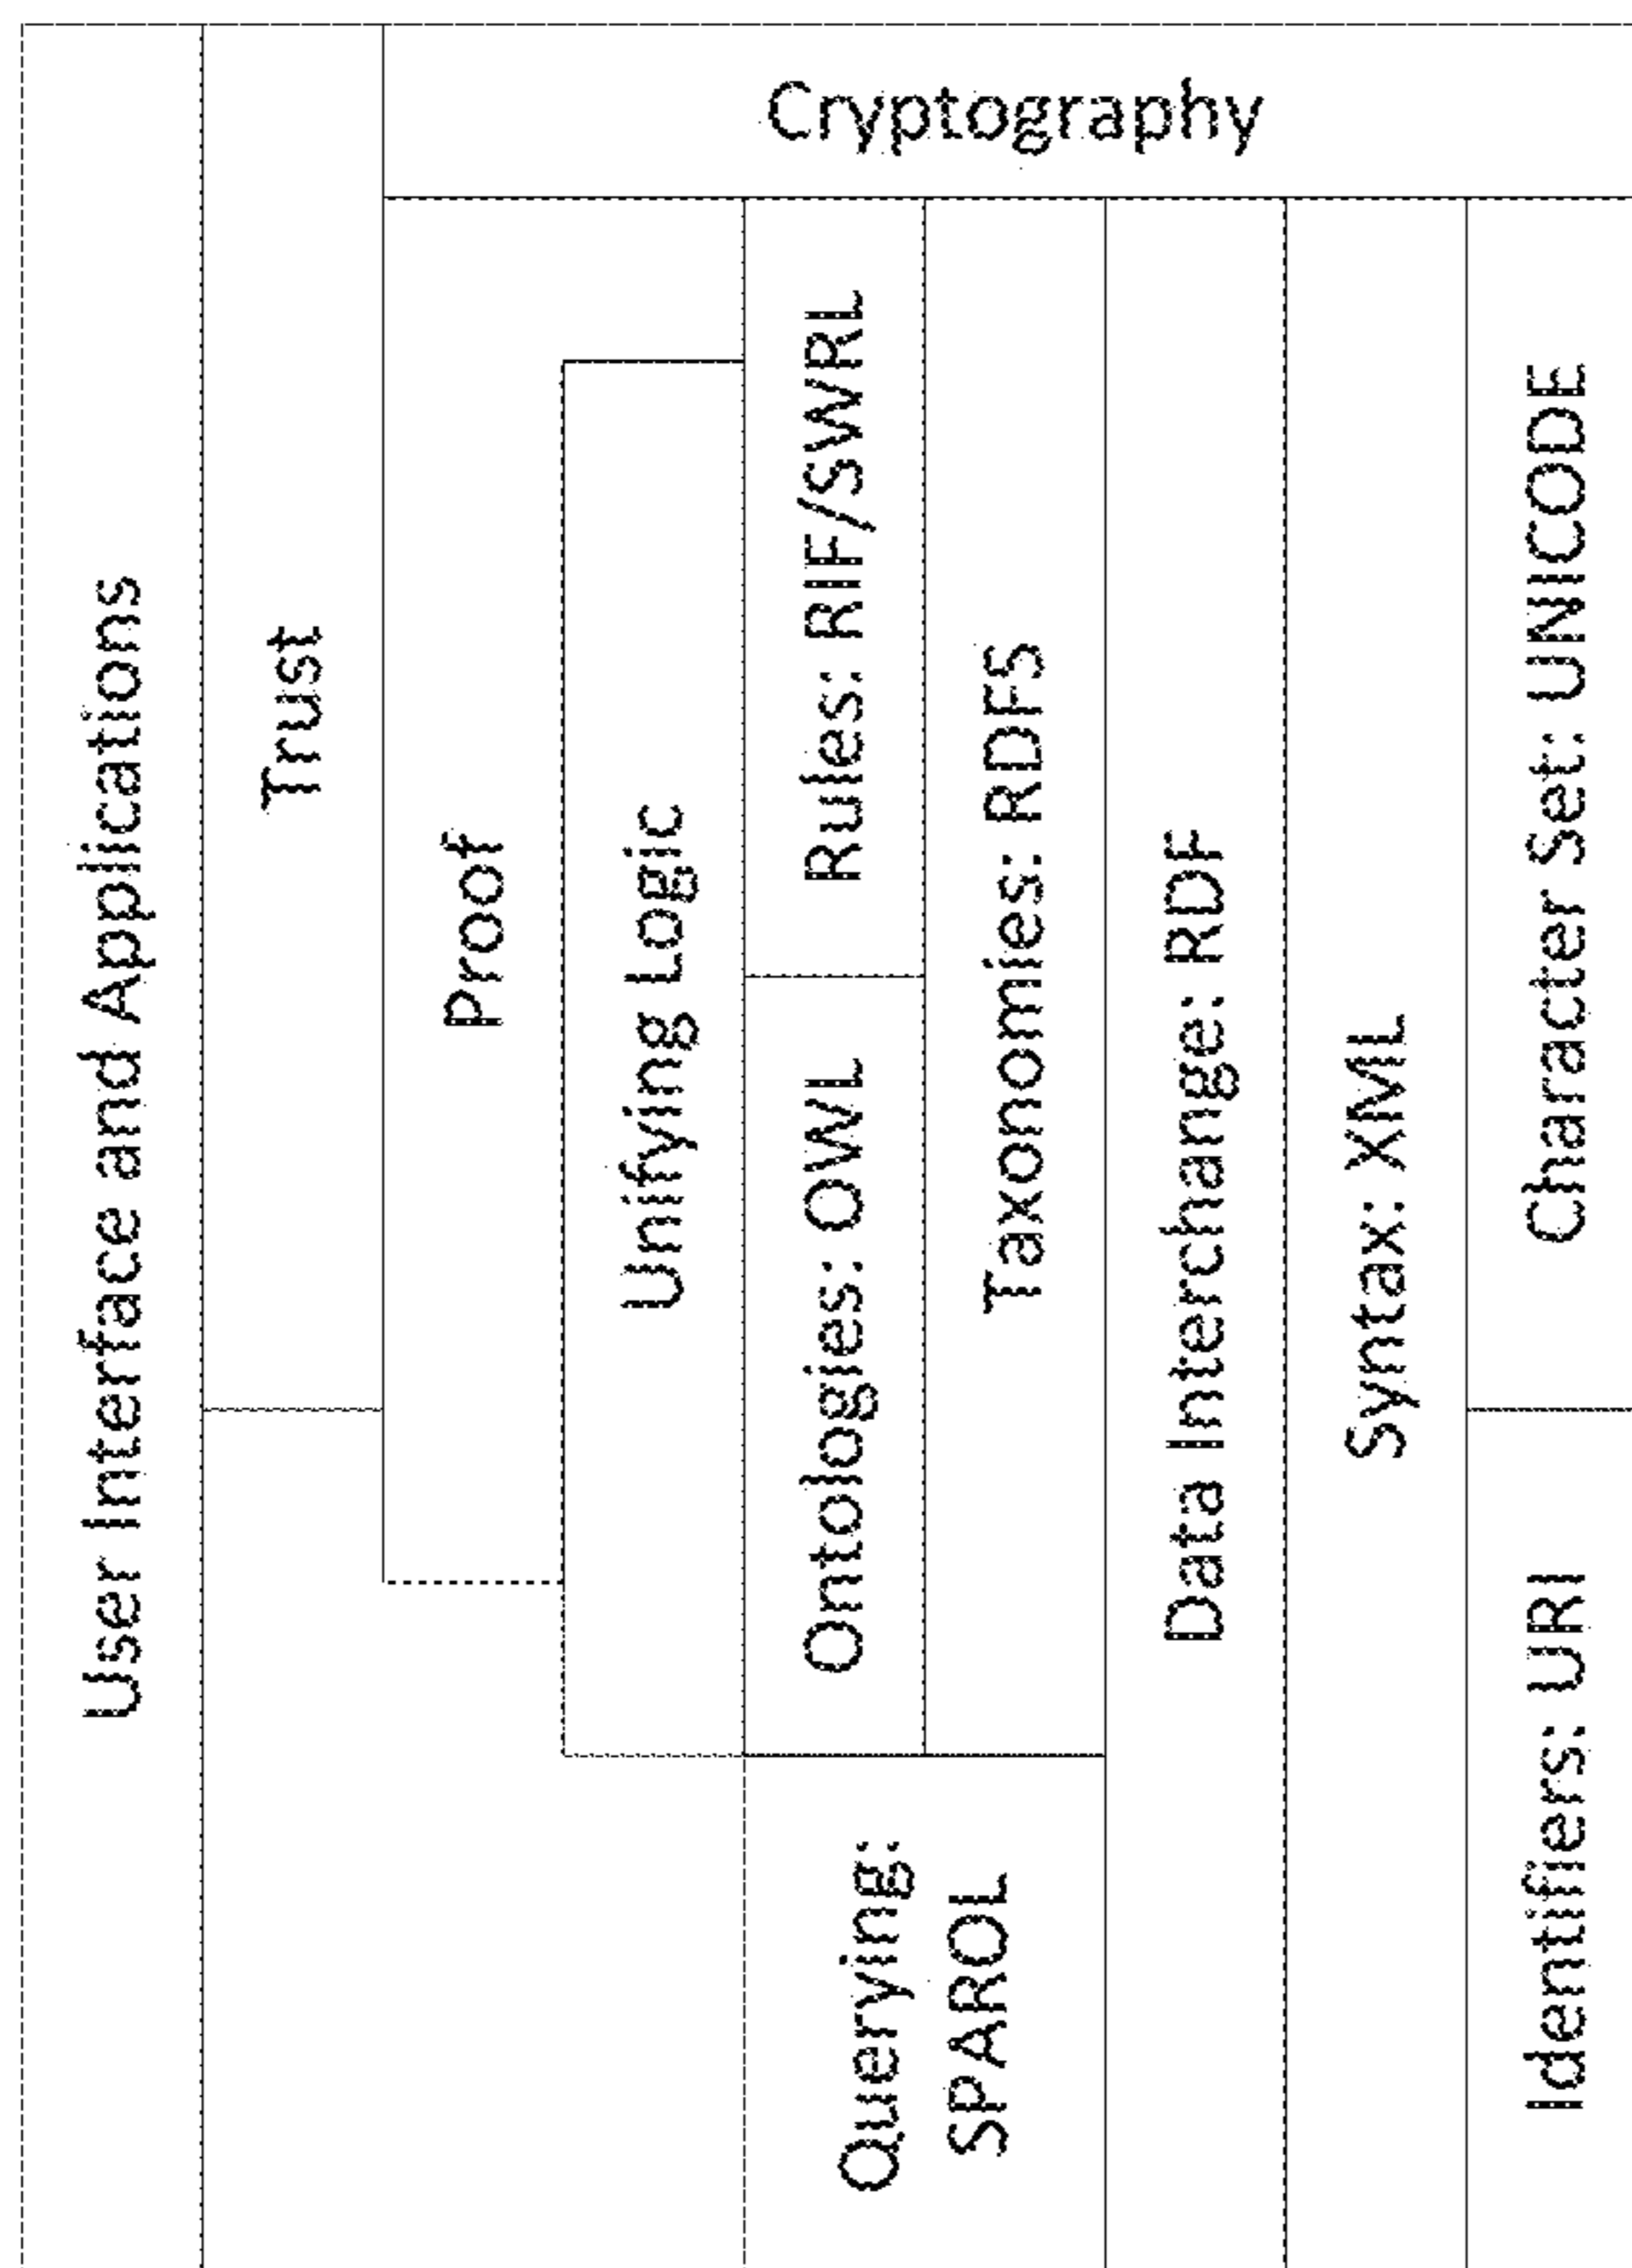 User Interface and Applications
Trust
Cryptography
Proof
Unifying Logic
Querying:
SPAROL
Ontologies: OWL
Rules: RIF/SWRL
Taxonomies: RDFS
Data Interchange: RDF
Syntax: XML
Identifiers: URI
Character Set: UNICODE